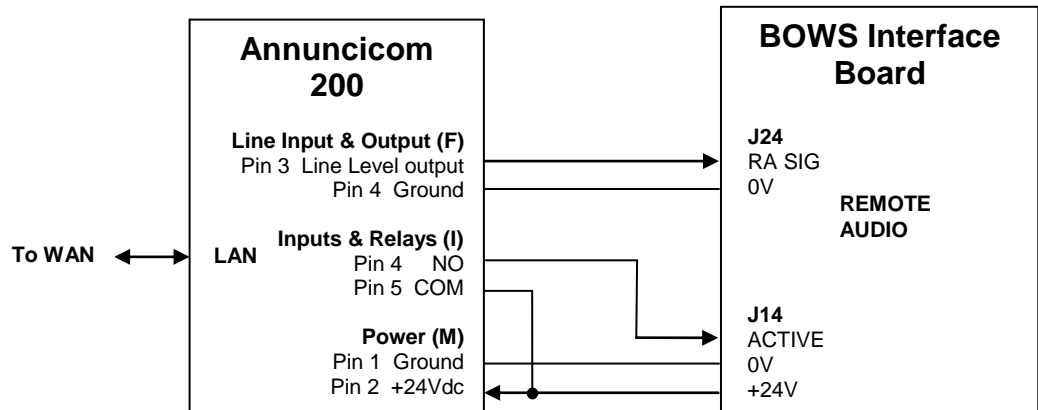 Annuncicom
200
Line Input & Output (F)
Pin 3 Line Level output
Pin 4 Ground
Inputs & Relays (I)
Pin 4 NO
Pin 5 COM
Power (M)
Pin 1 Ground
Pin 2 +24Vdc
To WAN
LAN
BOWS Interface
Board
J24
RA SIG
0V
REMOTE
AUDIO
J14
ACTIVE
0V
+24V